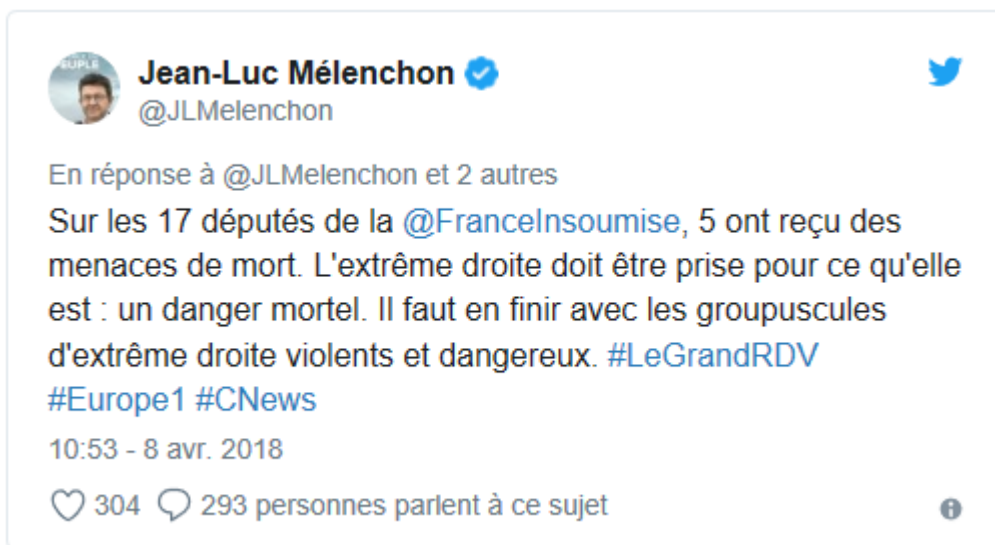 Jean-Luc Mélenchon
@JLMelenchon
En réponse à @JLMelenchon et 2 autres
Sur les 17 députés de la @FranceInsoumise, 5 ont reçu des
menaces de mort. L'extrême droite doit être prise pour ce qu'elle
est : un danger mortel. Il faut en finir avec les groupuscules
d'extrême droite violents et dangereux. #LeGrandRDV
#Europe1 #CNews
10:53 - 8 avr. 2018
304 293 personnes parlent à ce sujet